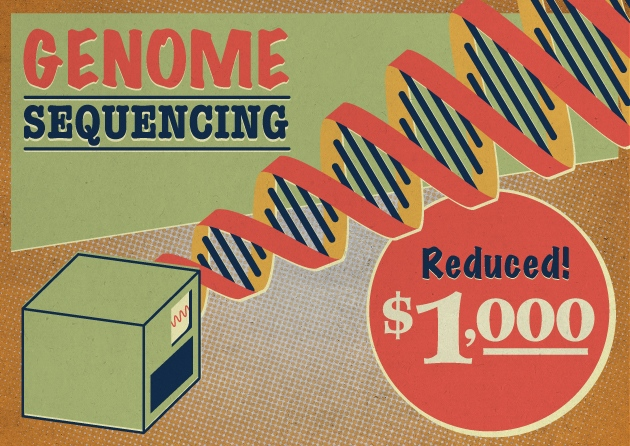 GENOME
SEQUENCING
Reduced!
$1,000